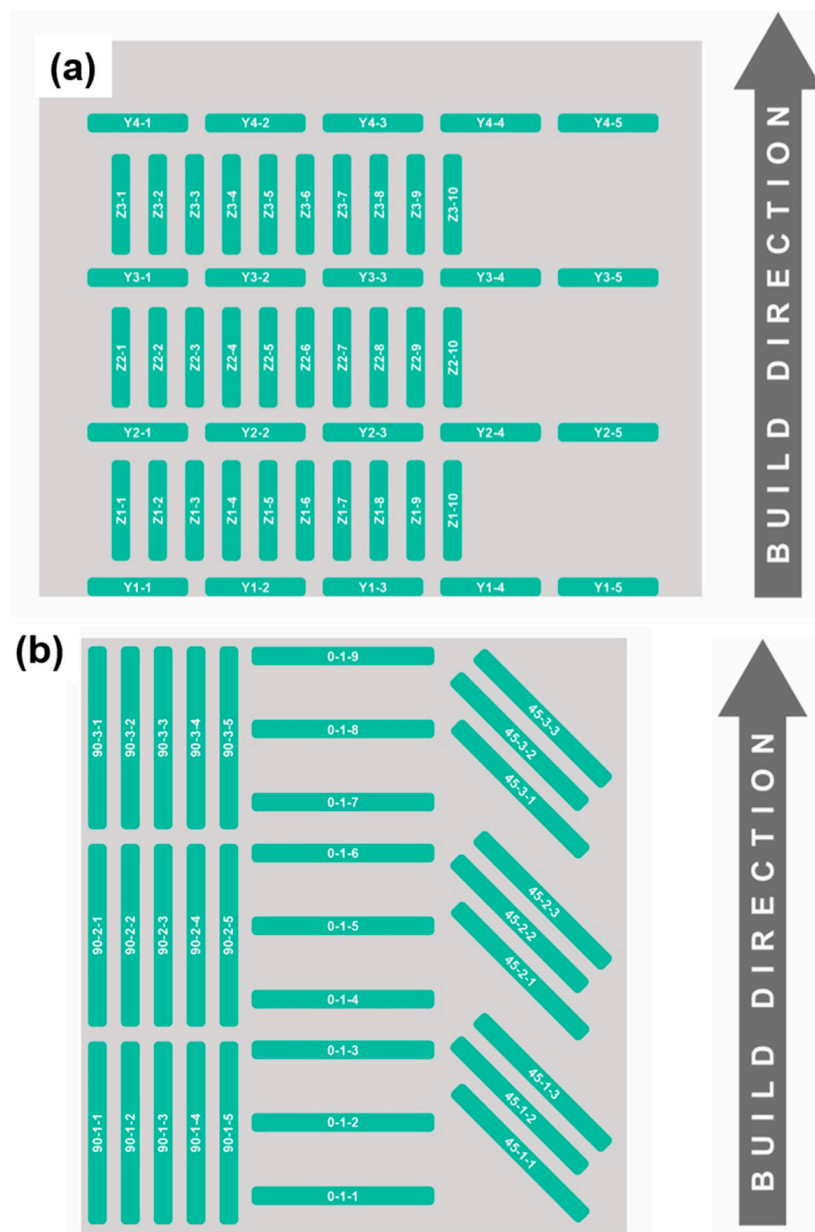 (a)
Y4-1 Y4-2 Y4-3 Y4-4 Y4-5
Z3-1 Z3-2 Z3-3 Z3-4 Z3-5 Z3-6 Z3-7 Z3-8 Z3-9 Z3-10
Y3-1 Y3-2 Y3-3 Y3-4 Y3-5
Z2-1 Z2-2 Z2-3 Z2-4 Z2-5 Z2-6 Z2-7 Z2-8 Z2-9 Z2-10
Y2-1 Y2-2 Y2-3 Y2-4 Y2-5
Z1-1 Z1-2 Z1-3 Z1-4 Z1-5 Z1-6 Z1-7 Z1-8 Z1-9 Z1-10
Y1-1 Y1-2 Y1-3 Y1-4 Y1-5
BUILD DIRECTION
(b)
90-3-1 90-3-2 90-3-3 90-3-4 90-3-5
90-2-1 90-2-2 90-2-3 90-2-4 90-2-5
90-1-1 90-1-2 90-1-3 90-1-4 90-1-5
0-1-9
0-1-8
0-1-7
0-1-6
0-1-5
0-1-4
0-1-3
0-1-2
0-1-1
45-3-3
45-3-2
45-3-1
45-2-3
45-2-2
45-2-1
45-1-3
45-1-2
45-1-1
BUILD DIRECTION